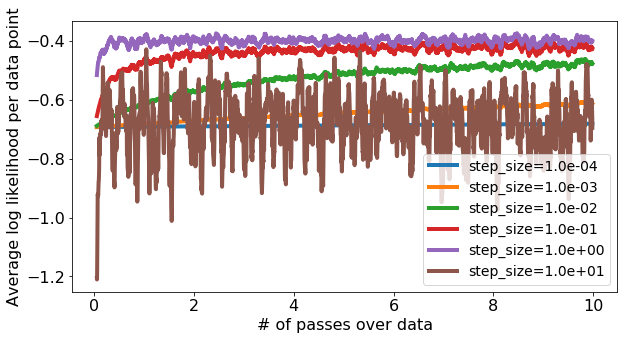 Average log likelihood per data point
−0.4
−0.6
−0.8
−1.0
−1.2
0
2
4
6
8
10
# of passes over data
step_size=1.0e-04
step_size=1.0e-03
step_size=1.0e-02
step_size=1.0e-01
step_size=1.0e+00
step_size=1.0e+01